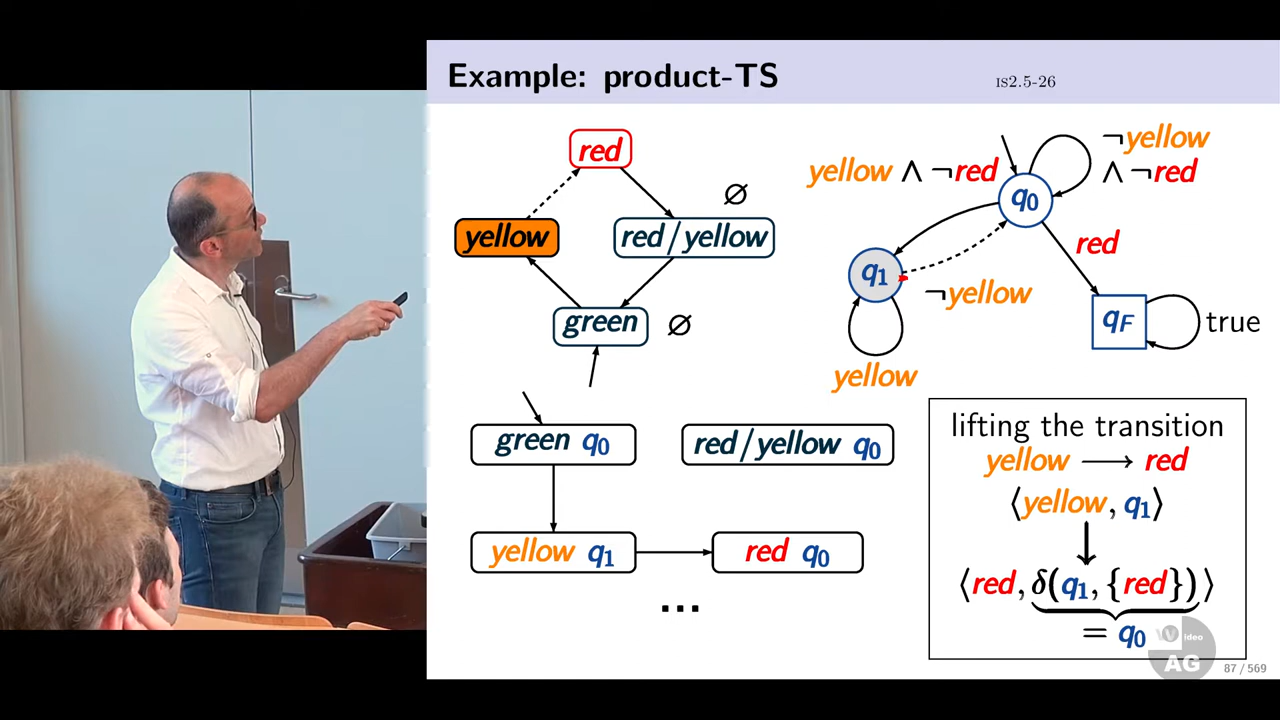 Example: product-TS
IS2.5-26
red
∅
yellow
red/yellow
green
∅
¬yellow
∧ ¬red
yellow ∧ ¬red
q0
red
q1
¬yellow
qF
true
yellow
green q0
red/yellow q0
yellow q1
red q0
...
lifting the transition
yellow ⟶ red
⟨yellow, q1⟩
⟨red, δ(q1, {red})⟩
= q0
video
AG
87 / 569